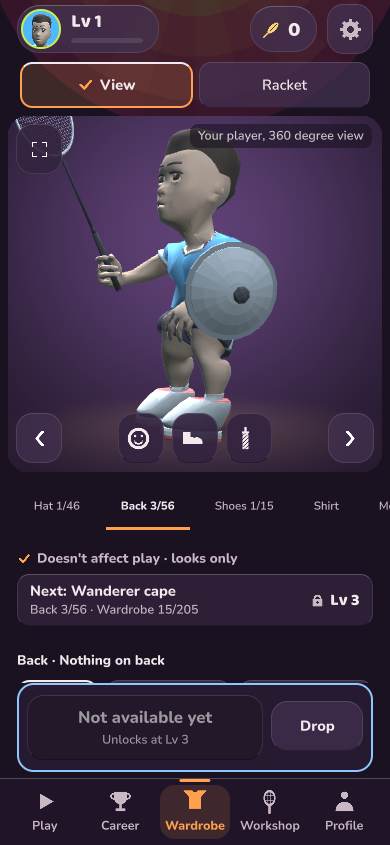 Lv 1
0
View
Racket
Your player, 360 degree view
Hat 1/46
Back 3/56
Shoes 1/15
Shirt
Doesn't affect play · looks only
Next: Wanderer cape
Back 3/56 · Wardrobe 15/205
Lv 3
Back · Nothing on back
Not available yet
Unlocks at Lv 3
Drop
Play
Career
Wardrobe
Workshop
Profile